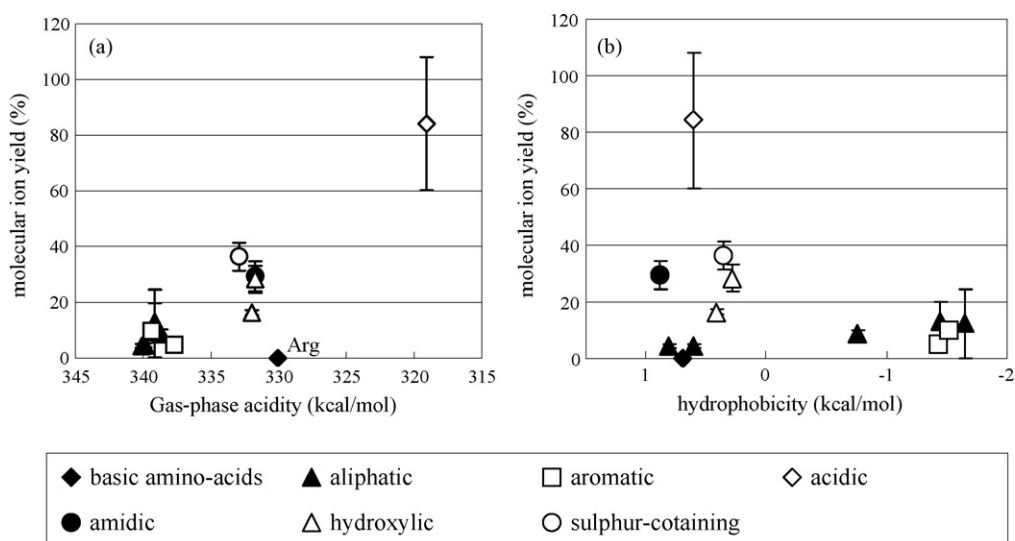 (a)
molecular ion yield (%)
120
100
80
60
40
20
0
Arg
345 340 335 330 325 320 315
Gas-phase acidity (kcal/mol)
(b)
molecular ion yield (%)
120
100
80
60
40
20
0
1 0 -1 -2
hydrophobicity (kcal/mol)
basic amino-acids aliphatic aromatic acidic
amidic hydroxylic sulphur-cotaining